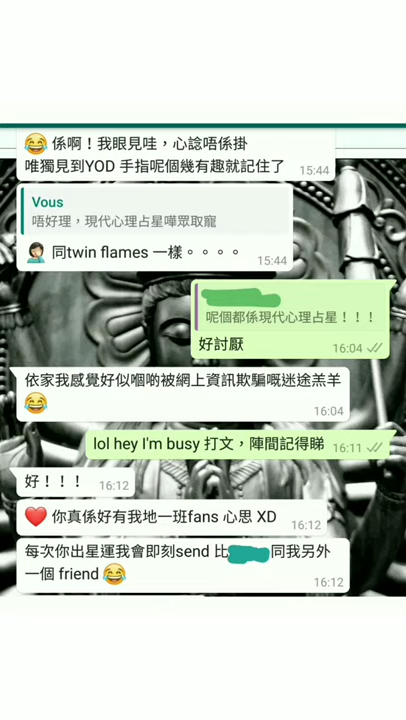 😂 係啊！我眼見哇，心諗唔係掛
唯獨見到YOD 手指呢個幾有趣就記住了
15:44
Vous
唔好理，現代心理占星嘩眾取寵
🤦🏻‍♀️ 同twin flames 一樣。。。。
15:44
呢個都係現代心理占星！！！
好討厭
16:04
依家我感覺好似嗰啲被網上資訊欺騙嘅迷途羔羊
😂
16:04
lol hey I'm busy 打文，陣間記得睇
16:11
好！！！
16:12
❤️ 你真係好有我地一班fans 心思 XD
16:12
每次你出星運我會即刻send 比 同我另外
一個 friend 😂
16:12